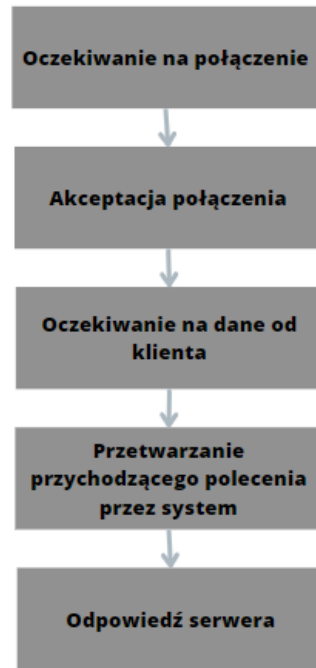 Oczekiwanie na połączenie
Akceptacja połączenia
Oczekiwanie na dane od
klienta
Przetwarzanie
przychodzącego polecenia
przez system
Odpowiedź serwera